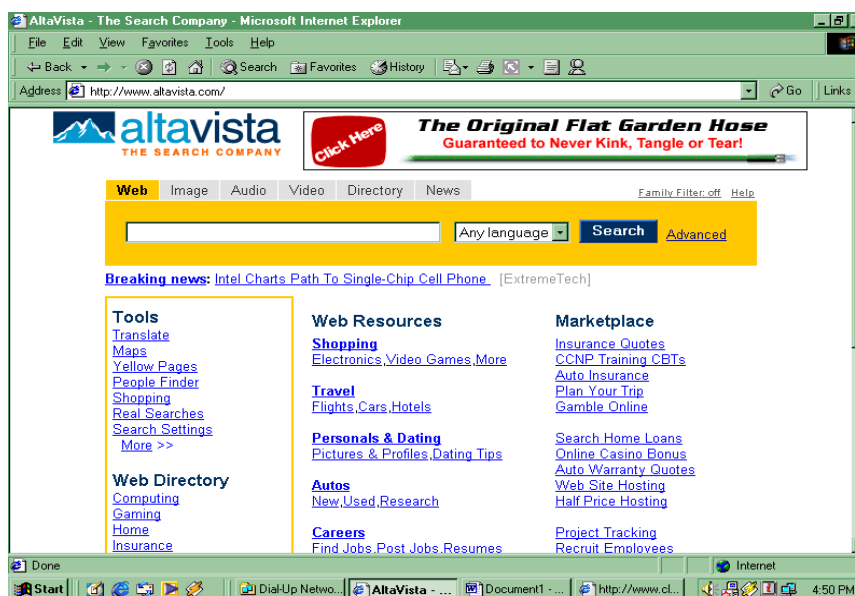 AltaVista - The Search Company - Microsoft Internet Explorer
File Edit View Favorites Tools Help
Back Search Favorites History
Address http://www.altavista.com/ Go Links
altavista
THE SEARCH COMPANY
Click Here
The Original Flat Garden Hose
Guaranteed to Never Kink, Tangle or Tear!
Web Image Audio Video Directory News Family Filter: off Help
Any language Search Advanced
Breaking news: Intel Charts Path To Single-Chip Cell Phone [ExtremeTech]
Tools
Translate
Maps
Yellow Pages
People Finder
Shopping
Real Searches
Search Settings
More >>
Web Directory
Computing
Gaming
Home
Insurance
Web Resources
Shopping
Electronics,Video Games,More
Travel
Flights,Cars,Hotels
Personals & Dating
Pictures & Profiles,Dating Tips
Autos
New,Used,Research
Careers
Find Jobs,Post Jobs,Resumes
Marketplace
Insurance Quotes
CCNP Training CBTs
Auto Insurance
Plan Your Trip
Gamble Online
Search Home Loans
Online Casino Bonus
Auto Warranty Quotes
Web Site Hosting
Half Price Hosting
Project Tracking
Recruit Employees
Done Internet
Start Dial-Up Netwo... AltaVista - ... Document1 - ... http://www.cl... 4:50 PM